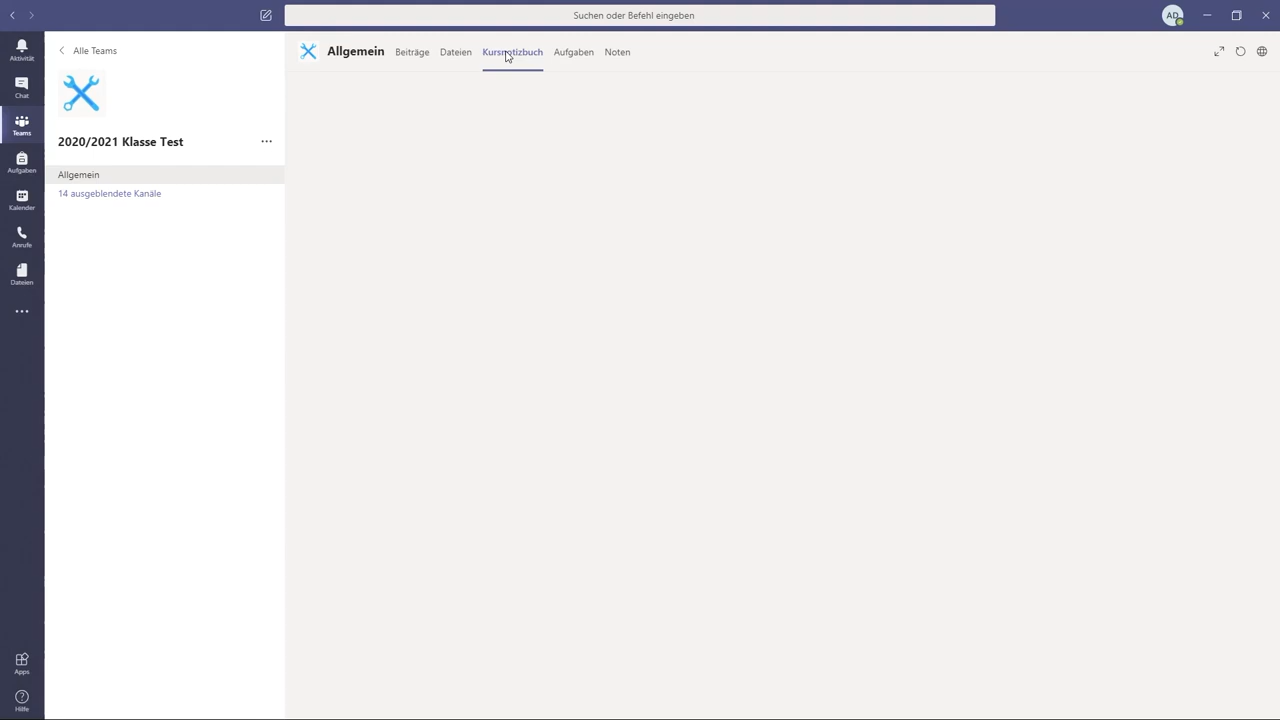 Suchen oder Befehl eingeben
AD
Aktivität
Chat
Teams
Aufgaben
Kalender
Anrufe
Dateien
Apps
Hilfe
Alle Teams
2020/2021 Klasse Test
Allgemein
14 ausgeblendete Kanäle
Allgemein Beiträge Dateien Kursnotizbuch Aufgaben Noten